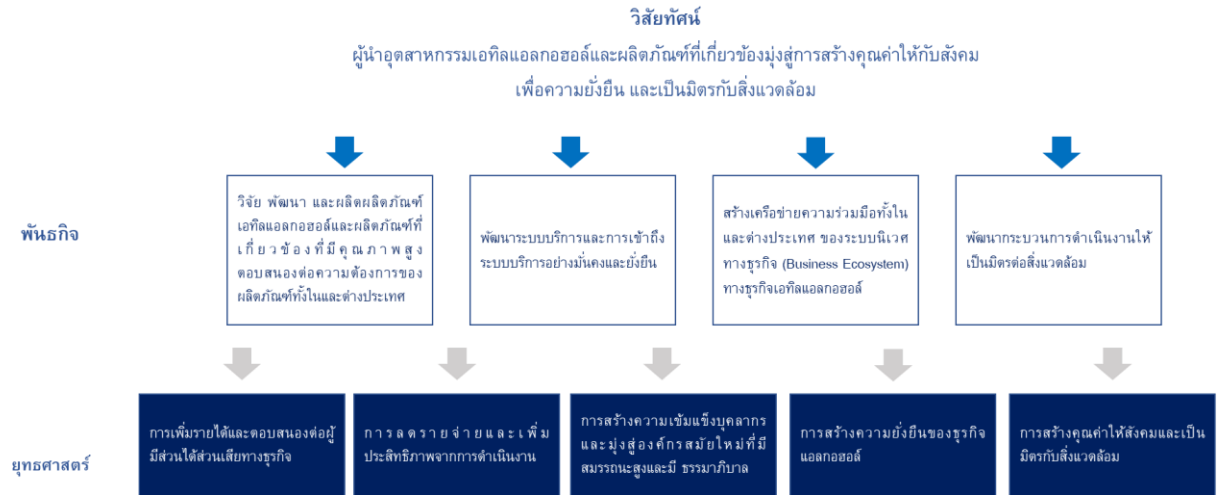 วิสัยทัศน์
ผู้นำอุตสาหกรรมเอทิลแอลกอฮอล์และผลิตภัณฑ์ที่เกี่ยวข้องมุ่งสู่การสร้างคุณค่าให้กับสังคม
เพื่อความยั่งยืน และเป็นมิตรกับสิ่งแวดล้อม
พันธกิจ
วิจัย พัฒนา และผลิตผลิตภัณฑ์
เอทิลแอลกอฮอล์และผลิตภัณฑ์ที่
เกี่ยวข้องที่มีคุณภาพสูง
ตอบสนองต่อความต้องการของ
ผลิตภัณฑ์ทั้งในและต่างประเทศ
พัฒนาระบบบริการและการเข้าถึง
ระบบบริการอย่างมั่นคงและยั่งยืน
สร้างเครือข่ายความร่วมมือทั้งใน
และต่างประเทศ ของระบบนิเวศ
ทางธุรกิจ (Business Ecosystem)
ทางธุรกิจเอทิลแอลกอฮอล์
พัฒนากระบวนการดำเนินงานให้
เป็นมิตรต่อสิ่งแวดล้อม
ยุทธศาสตร์
การเพิ่มรายได้และตอบสนองต่อผู้
มีส่วนได้ส่วนเสียทางธุรกิจ
การลดรายจ่ายและเพิ่ม
ประสิทธิภาพจากการดำเนินงาน
การสร้างความเข้มแข็งบุคลากร
และมุ่งสู่องค์กรสมัยใหม่ที่มี
สมรรถนะสูงและมี ธรรมาภิบาล
การสร้างความยั่งยืนของธุรกิจ
แอลกอฮอล์
การสร้างคุณค่าให้สังคมและเป็น
มิตรกับสิ่งแวดล้อม